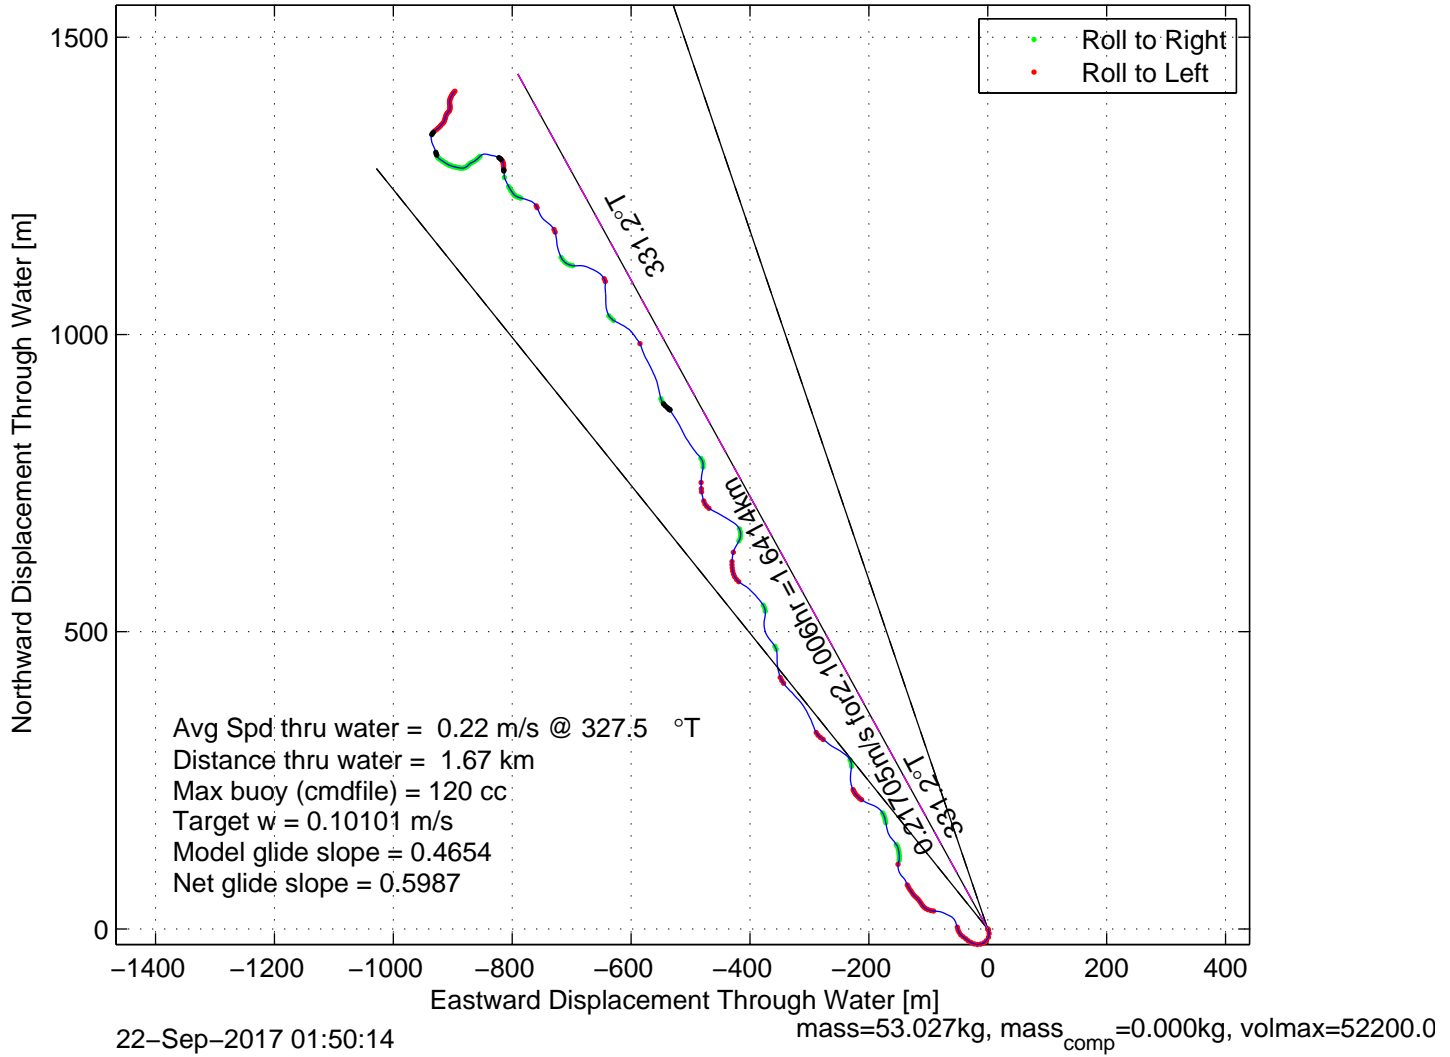 1500
1000
500
0
Northward Displacement Through Water [m]
Roll to Right
Roll to Left
331.2°T
0.21705m/s for2.1006hr =1.6414km
331.2°T
Avg Spd thru water =  0.22 m/s @ 327.5   °T
Distance thru water =  1.67 km
Max buoy (cmdfile) = 120 cc
Target w = 0.10101 m/s
Model glide slope = 0.4654
Net glide slope = 0.5987
−1400 −1200 −1000 −800 −600 −400 −200 0 200 400
Eastward Displacement Through Water [m]
22−Sep−2017 01:50:14
mass=53.027kg, mass_comp=0.000kg, volmax=52200.0